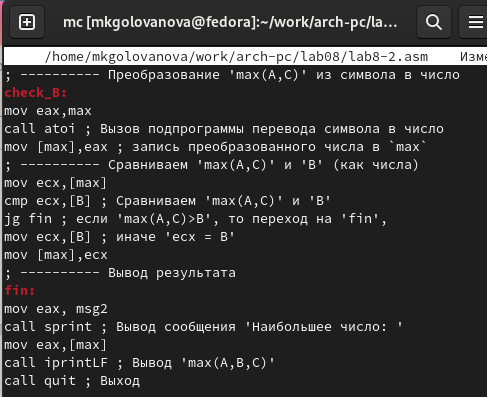 mc [mkgolovanova@fedora]:~/work/arch-pc/la...
/home/mkgolovanova/work/arch-pc/lab08/lab8-2.asm Изме
; ---------- Преобразование 'max(A,C)' из символа в число
check_B:
mov eax,max
call atoi ; Вызов подпрограммы перевода символа в число
mov [max],eax ; запись преобразованного числа в `max`
; ---------- Сравниваем 'max(A,C)' и 'B' (как числа)
mov ecx,[max]
cmp ecx,[B] ; Сравниваем 'max(A,C)' и 'B'
jg fin ; если 'max(A,C)>B', то переход на 'fin',
mov ecx,[B] ; иначе 'ecx = B'
mov [max],ecx
; ---------- Вывод результата
fin:
mov eax, msg2
call sprint ; Вывод сообщения 'Наибольшее число: '
mov eax,[max]
call iprintLF ; Вывод 'max(A,B,C)'
call quit ; Выход